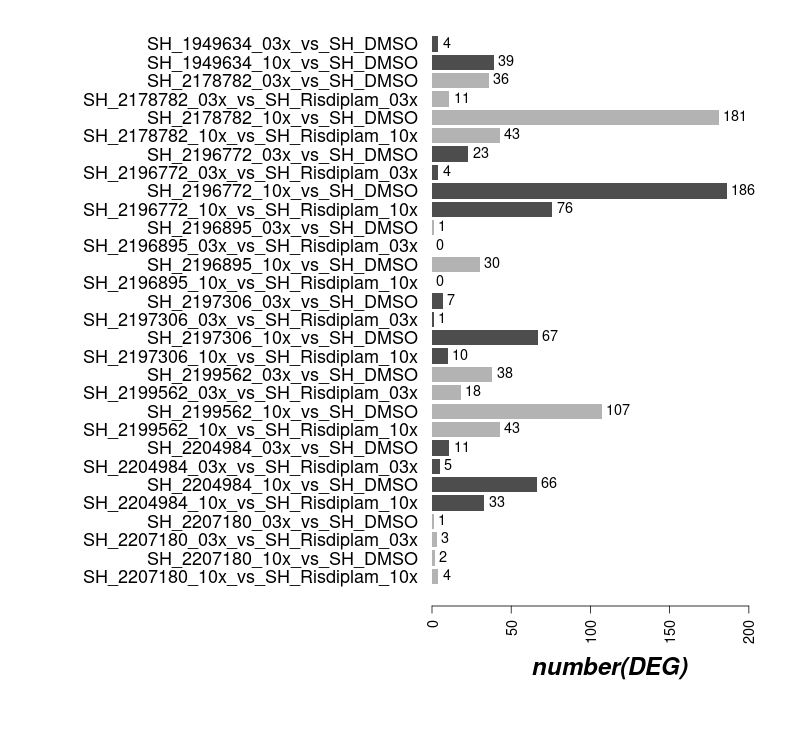 SH_1949634_03x_vs_SH_DMSO 4
SH_1949634_10x_vs_SH_DMSO 39
SH_2178782_03x_vs_SH_DMSO 36
SH_2178782_03x_vs_SH_Risdiplam_03x 11
SH_2178782_10x_vs_SH_DMSO 181
SH_2178782_10x_vs_SH_Risdiplam_10x 43
SH_2196772_03x_vs_SH_DMSO 23
SH_2196772_03x_vs_SH_Risdiplam_03x 4
SH_2196772_10x_vs_SH_DMSO 186
SH_2196772_10x_vs_SH_Risdiplam_10x 76
SH_2196895_03x_vs_SH_DMSO 1
SH_2196895_03x_vs_SH_Risdiplam_03x 0
SH_2196895_10x_vs_SH_DMSO 30
SH_2196895_10x_vs_SH_Risdiplam_10x 0
SH_2197306_03x_vs_SH_DMSO 7
SH_2197306_03x_vs_SH_Risdiplam_03x 1
SH_2197306_10x_vs_SH_DMSO 67
SH_2197306_10x_vs_SH_Risdiplam_10x 10
SH_2199562_03x_vs_SH_DMSO 38
SH_2199562_03x_vs_SH_Risdiplam_03x 18
SH_2199562_10x_vs_SH_DMSO 107
SH_2199562_10x_vs_SH_Risdiplam_10x 43
SH_2204984_03x_vs_SH_DMSO 11
SH_2204984_03x_vs_SH_Risdiplam_03x 5
SH_2204984_10x_vs_SH_DMSO 66
SH_2204984_10x_vs_SH_Risdiplam_10x 33
SH_2207180_03x_vs_SH_DMSO 1
SH_2207180_03x_vs_SH_Risdiplam_03x 3
SH_2207180_10x_vs_SH_DMSO 2
SH_2207180_10x_vs_SH_Risdiplam_10x 4
0 50 100 150 200
number(DEG)